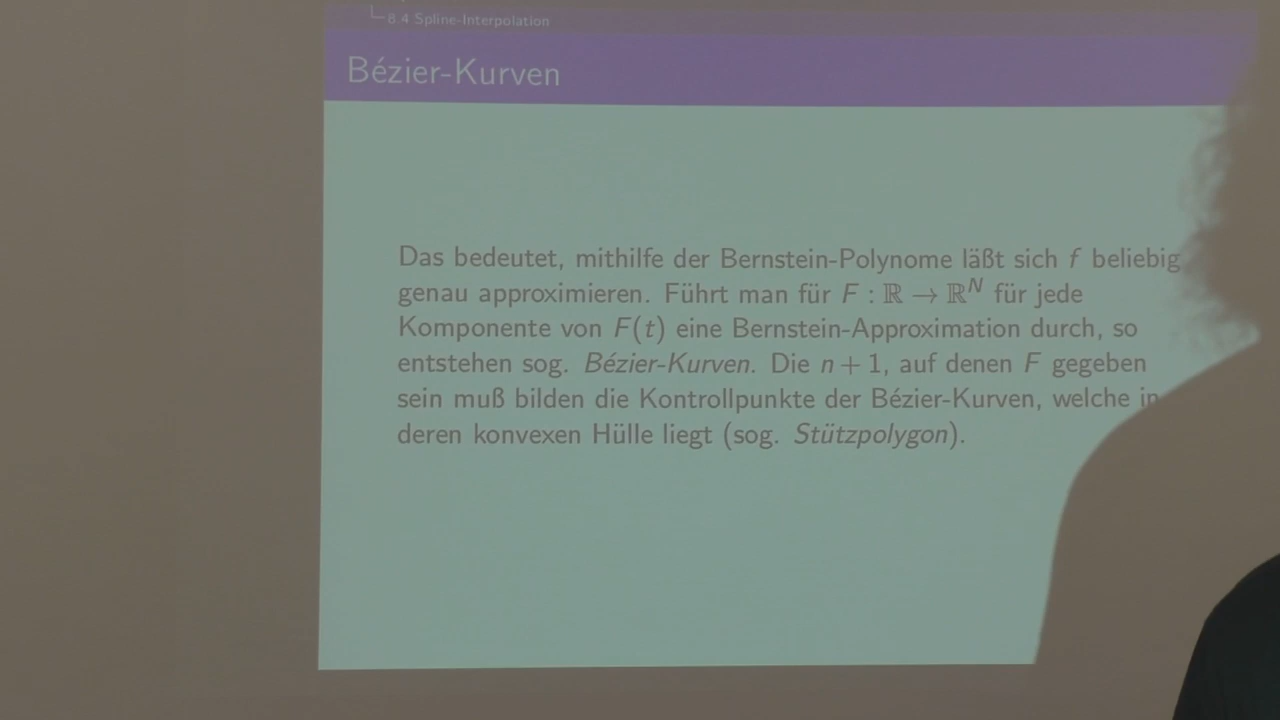 8.4 Spline-Interpolation
Bézier-Kurven
Das bedeutet, mithilfe der Bernstein-Polynome läßt sich f beliebig
genau approximieren. Führt man für F : ℝ → ℝᴺ für jede
Komponente von F(t) eine Bernstein-Approximation durch, so
entstehen sog. Bézier-Kurven. Die n + 1, auf denen F gegeben
sein muß bilden die Kontrollpunkte der Bézier-Kurven, welche in
deren konvexen Hülle liegt (sog. Stützpolygon).